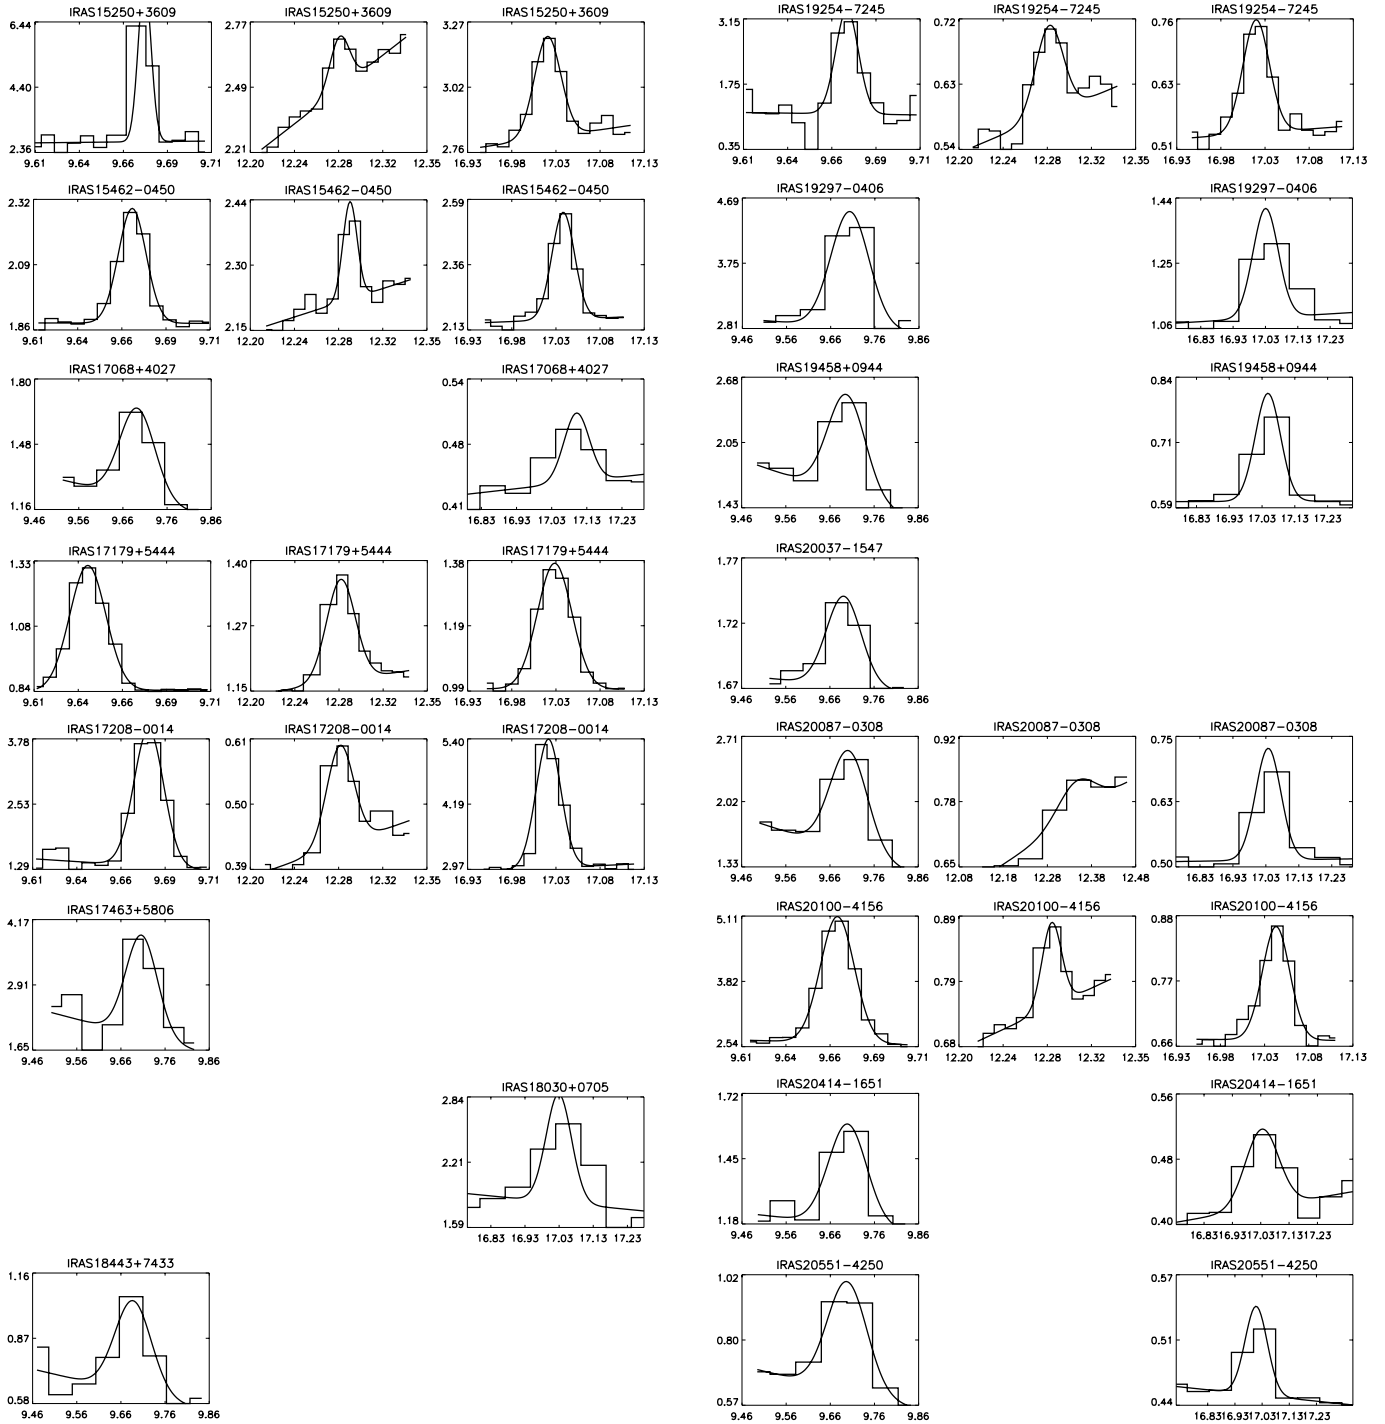 IRAS15250+3609 IRAS15250+3609 IRAS15250+3609 IRAS19254-7245 IRAS19254-7245 IRAS19254-7245
6.44 2.77 3.27 3.15 0.72 0.76
4.40 2.49 3.02 1.75 0.63 0.63
2.36 2.21 2.76 0.35 0.54 0.51
9.61 9.64 9.66 9.69 9.71 12.20 12.24 12.28 12.32 12.35 16.93 16.98 17.03 17.08 17.13 9.61 9.64 9.66 9.69 9.71 12.20 12.24 12.28 12.32 12.35 16.93 16.98 17.03 17.08 17.13
IRAS15462-0450 IRAS15462-0450 IRAS15462-0450 IRAS19297-0406 IRAS19297-0406
2.32 2.44 2.59 4.69 1.44
2.09 2.30 2.36 3.75 1.25
1.86 2.15 2.13 2.81 1.06
9.61 9.64 9.66 9.69 9.71 12.20 12.24 12.28 12.32 12.35 16.93 16.98 17.03 17.08 17.13 9.46 9.56 9.66 9.76 9.86 16.83 16.93 17.03 17.13 17.23
IRAS17068+4027 IRAS17068+4027 IRAS19458+0944 IRAS19458+0944
1.80 0.54 2.68 0.84
1.48 0.48 2.05 0.71
1.16 0.41 1.43 0.59
9.46 9.56 9.66 9.76 9.86 16.83 16.93 17.03 17.13 17.23 9.46 9.56 9.66 9.76 9.86 16.83 16.93 17.03 17.13 17.23
IRAS17179+5444 IRAS17179+5444 IRAS17179+5444 IRAS20037-1547
1.33 1.40 1.38 1.77
1.08 1.27 1.19 1.72
0.84 1.15 0.99 1.67
9.61 9.64 9.66 9.69 9.71 12.20 12.24 12.28 12.32 12.35 16.93 16.98 17.03 17.08 17.13 9.46 9.56 9.66 9.76 9.86
IRAS17208-0014 IRAS17208-0014 IRAS17208-0014 IRAS20087-0308 IRAS20087-0308 IRAS20087-0308
3.78 0.61 5.40 2.71 0.92 0.75
2.53 0.50 4.19 2.02 0.78 0.63
1.29 0.39 2.97 1.33 0.65 0.50
9.61 9.64 9.66 9.69 9.71 12.20 12.24 12.28 12.32 12.35 16.93 16.98 17.03 17.08 17.13 9.46 9.56 9.66 9.76 9.86 12.08 12.18 12.28 12.38 12.48 16.83 16.93 17.03 17.13 17.23
IRAS17463+5806 IRAS20100-4156 IRAS20100-4156 IRAS20100-4156
4.17 5.11 0.89 0.88
2.91 3.82 0.79 0.77
1.65 2.54 0.68 0.66
9.46 9.56 9.66 9.76 9.86 9.61 9.64 9.66 9.69 9.71 12.20 12.24 12.28 12.32 12.35 16.93 16.98 17.03 17.08 17.13
IRAS18030+0705 IRAS20414-1651 IRAS20414-1651
2.84 1.72 0.56
2.21 1.45 0.48
1.59 1.18 0.40
16.83 16.93 17.03 17.13 17.23 9.46 9.56 9.66 9.76 9.86 16.83 16.93 17.03 17.13 17.23
IRAS18443+7433 IRAS20551-4250 IRAS20551-4250
1.16 1.02 0.57
0.87 0.80 0.51
0.58 0.57 0.44
9.46 9.56 9.66 9.76 9.86 9.46 9.56 9.66 9.76 9.86 16.83 16.93 17.03 17.13 17.23